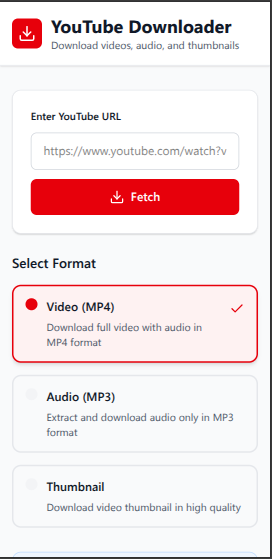 YouTube Downloader
Download videos, audio, and thumbnails
Enter YouTube URL
https://www.youtube.com/watch?v
Fetch
Select Format
Video (MP4)
Download full video with audio in
MP4 format
Audio (MP3)
Extract and download audio only in MP3
format
Thumbnail
Download video thumbnail in high quality